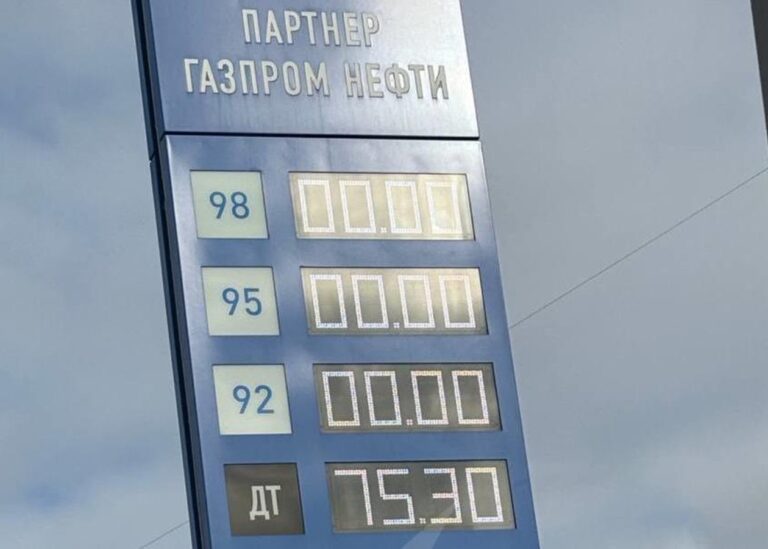 ПАРТНЕР
ГАЗПРОМ НЕФТИ
98 00.00
95 00.00
92 00.00
ДТ 75.30